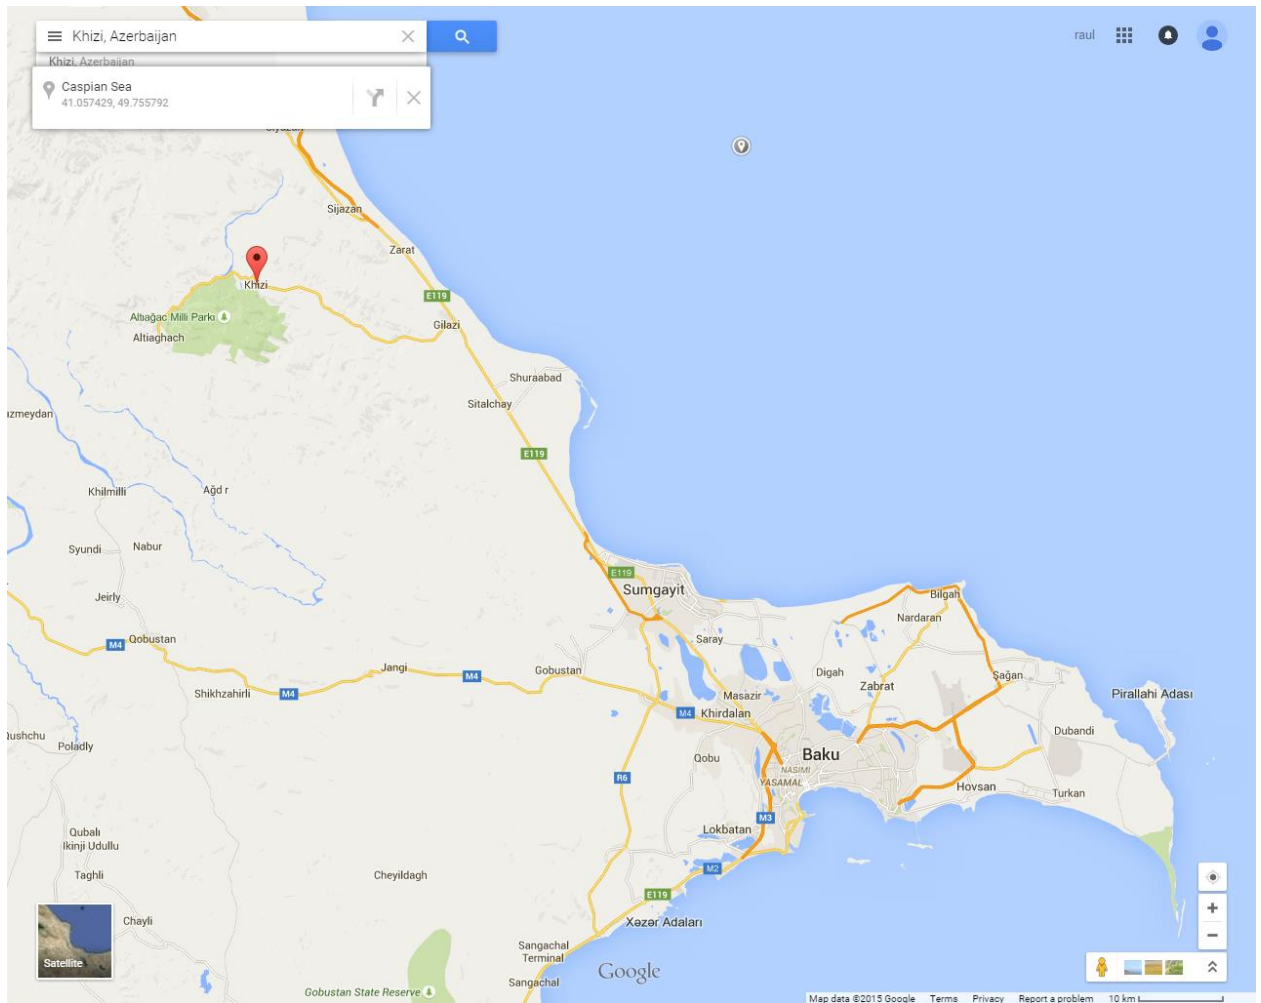 Khizi, Azerbaijan
raul
Khizi, Azerbaijan
Caspian Sea
41.057429, 49.755792
Siyazan
Sijazan
Zarat
Khizi
E119
Altıağac Milli Parkı
Gilazi
Altiaghach
Shuraabad
Sitalchay
uzmeydan
E119
Khilmilli
Ağd r
Syundi
Nabur
E119
Sumgayit
Jeirly
Bilgah
Nardaran
M4
Qobustan
Saray
Jangi
M4
Gobustan
Digah
Şağan
Zabrat
Shikhzahirli
M4
Masazir
Pirallahi Adası
M4
Khirdalan
Qushchu
Poladly
Dubandi
Qobu
Baku
NASIMI
R6
YASAMAL
Hovsan
Turkan
M3
Qubalı
Ikinji Udullu
Lokbatan
Taghli
Cheyildagh
M2
E119
Chayli
Xəzər Adaları
Sangachal
Terminal
Satellite
Google
Sangachal
Gobustan State Reserve
Map data ©2015 Google Terms Privacy Report a problem 10 km